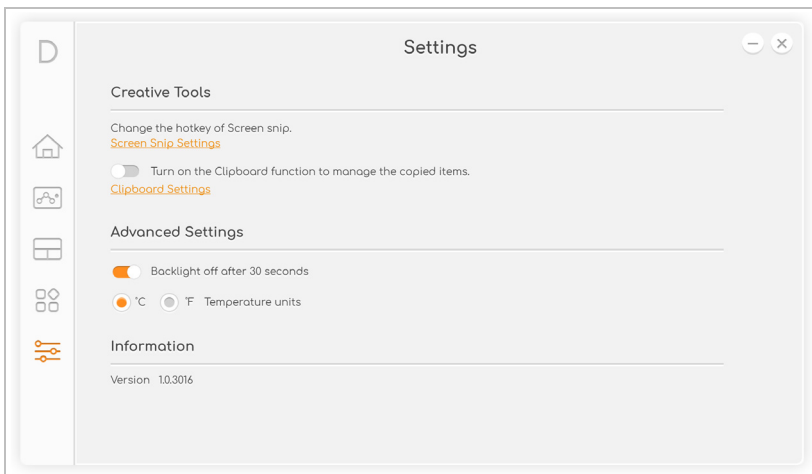 D
Settings
Creative Tools
Change the hotkey of Screen snip.
Screen Snip Settings
Turn on the Clipboard function to manage the copied items.
Clipboard Settings
Advanced Settings
Backlight off after 30 seconds
°C °F Temperature units
Information
Version 1.0.3016